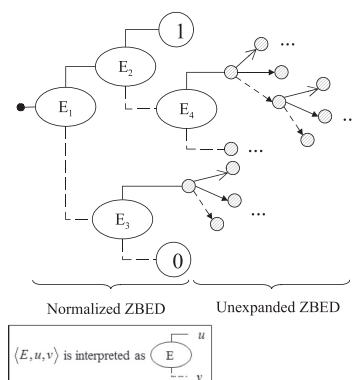 1
E₂
...
E₁
E₄
...
...
E₃
...
0
Normalized ZBED
Unexpanded ZBED
⟨E,u,v⟩ is interpreted as E u v